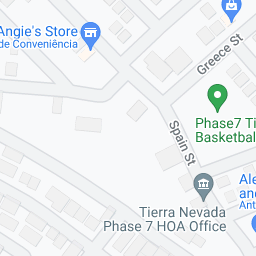 Angie's Store
de Conveniência
Greece St
Phase7 Ti
Basketbal
Spain St
Tierra Nevada
Phase 7 HOA Office
Ale
an
Ant